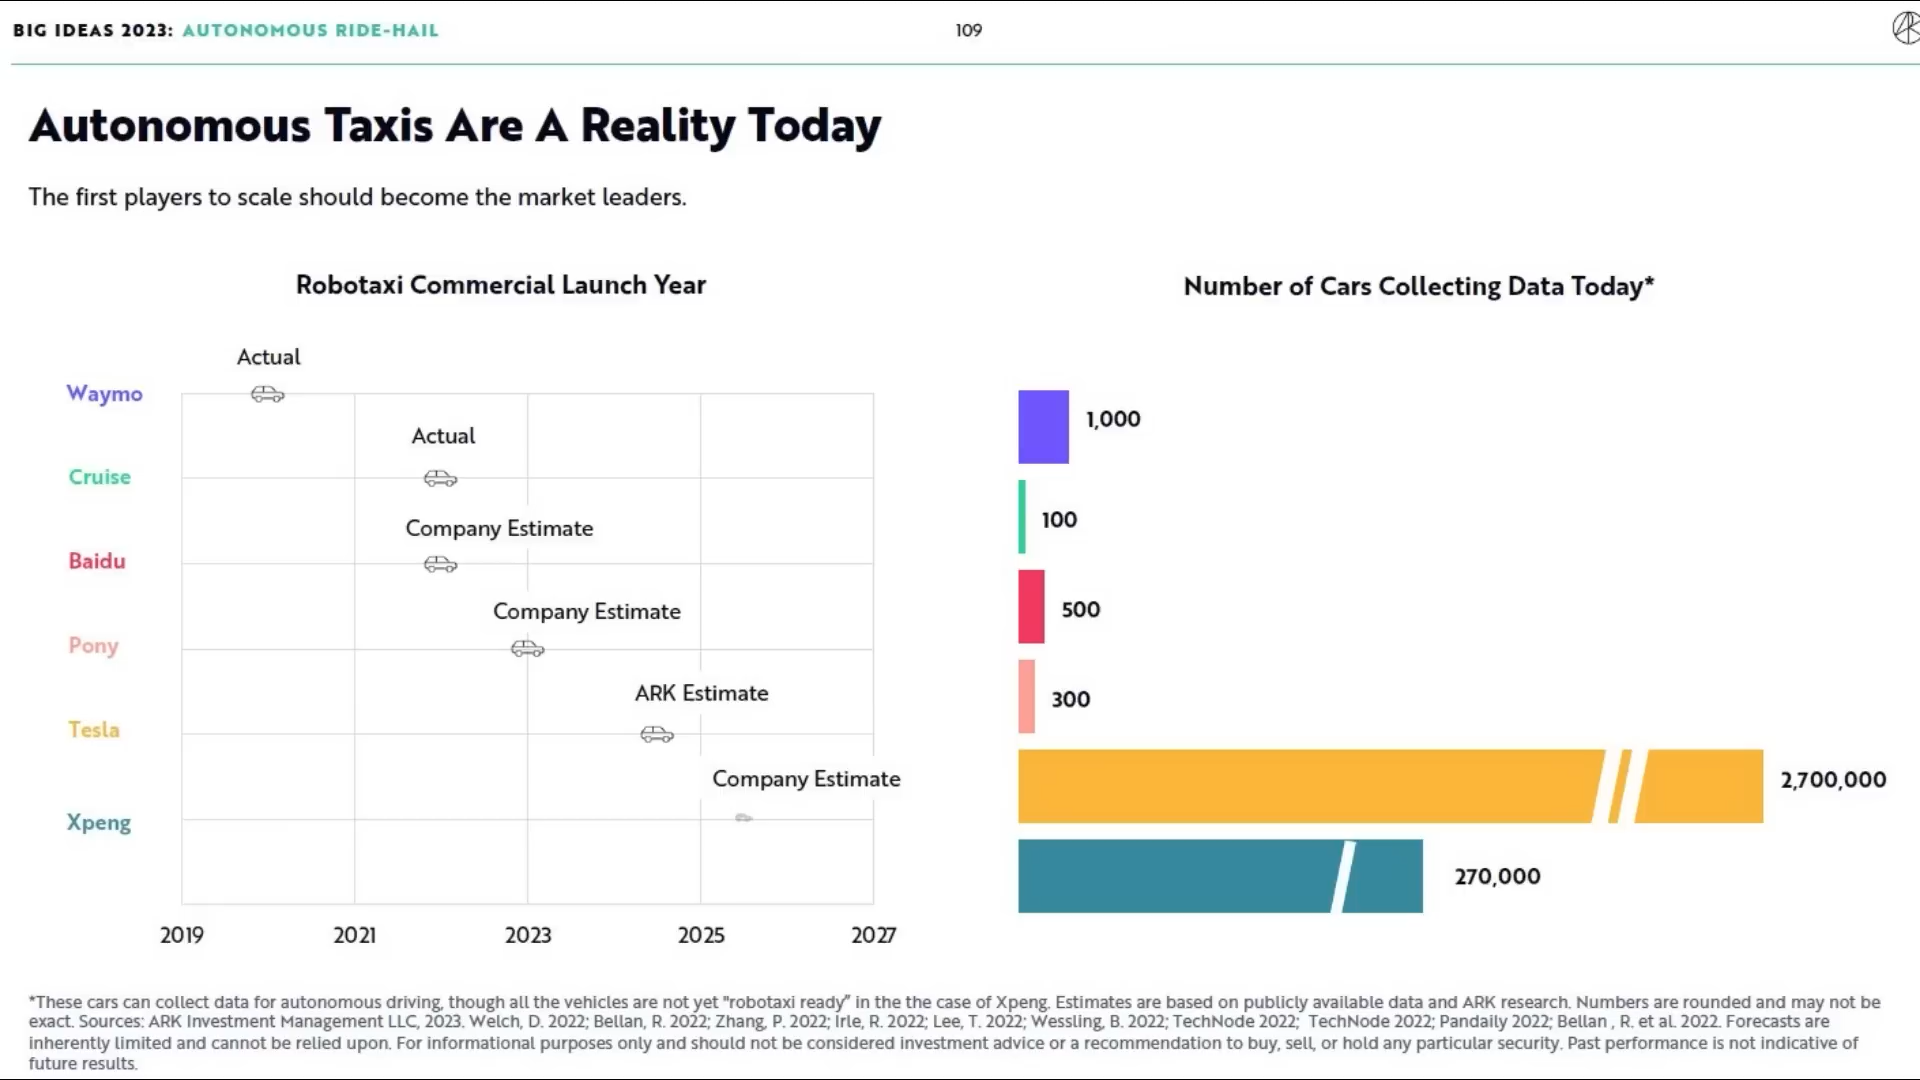 BIG IDEAS 2023: AUTONOMOUS RIDE-HAIL
109
Autonomous Taxis Are A Reality Today
The first players to scale should become the market leaders.
Robotaxi Commercial Launch Year
Actual
Waymo
Actual
Cruise
Company Estimate
Baidu
Company Estimate
Pony
ARK Estimate
Tesla
Company Estimate
Xpeng
2019 2021 2023 2025 2027
Number of Cars Collecting Data Today*
1,000
100
500
300
2,700,000
270,000
*These cars can collect data for autonomous driving, though all the vehicles are not yet "robotaxi ready” in the the case of Xpeng. Estimates are based on publicly available data and ARK research. Numbers are rounded and may not be
exact. Sources: ARK Investment Management LLC, 2023. Welch, D. 2022; Bellan, R. 2022; Zhang, P. 2022; Irle, R. 2022; Lee, T. 2022; Wessling, B. 2022; TechNode 2022; TechNode 2022; Pandaily 2022; Bellan , R. et al. 2022. Forecasts are
inherently limited and cannot be relied upon. For informational purposes only and should not be considered investment advice or a recommendation to buy, sell, or hold any particular security. Past performance is not indicative of
future results.